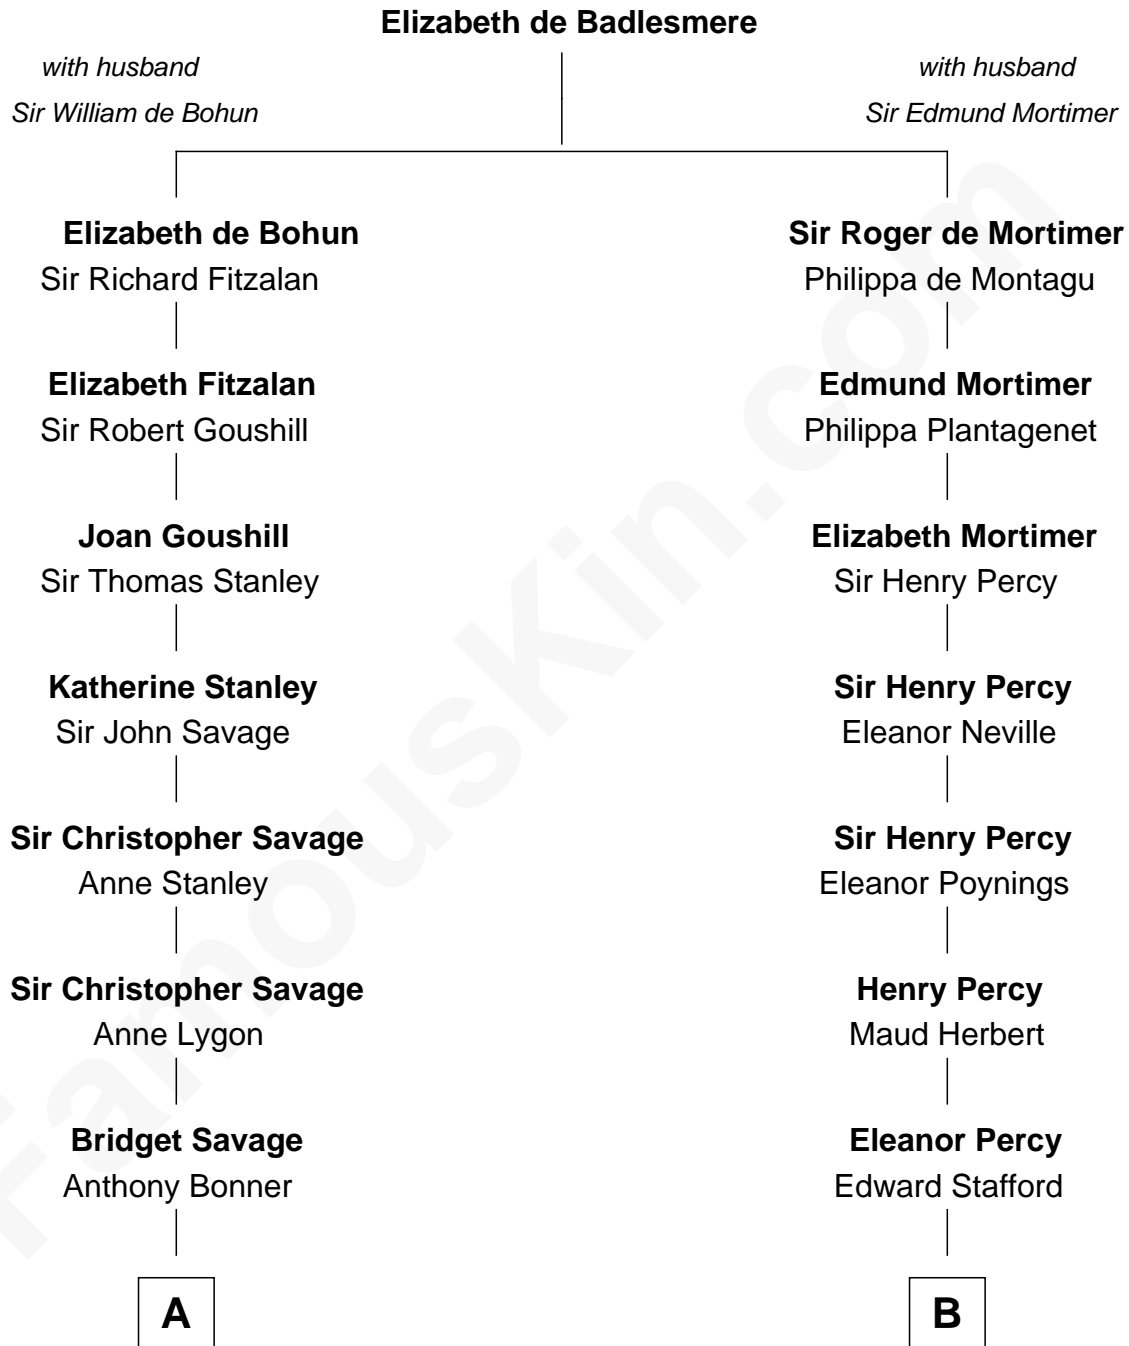 Elizabeth de Badlesmere
with husband
Sir William de Bohun
with husband
Sir Edmund Mortimer
Elizabeth de Bohun
Sir Richard Fitzalan
Sir Roger de Mortimer
Philippa de Montagu
Elizabeth Fitzalan
Sir Robert Goushill
Edmund Mortimer
Philippa Plantagenet
Joan Goushill
Sir Thomas Stanley
Elizabeth Mortimer
Sir Henry Percy
Katherine Stanley
Sir John Savage
Sir Henry Percy
Eleanor Neville
Sir Christopher Savage
Anne Stanley
Sir Henry Percy
Eleanor Poynings
Sir Christopher Savage
Anne Lygon
Henry Percy
Maud Herbert
Bridget Savage
Anthony Bonner
Eleanor Percy
Edward Stafford
A
B
FamousKin.com